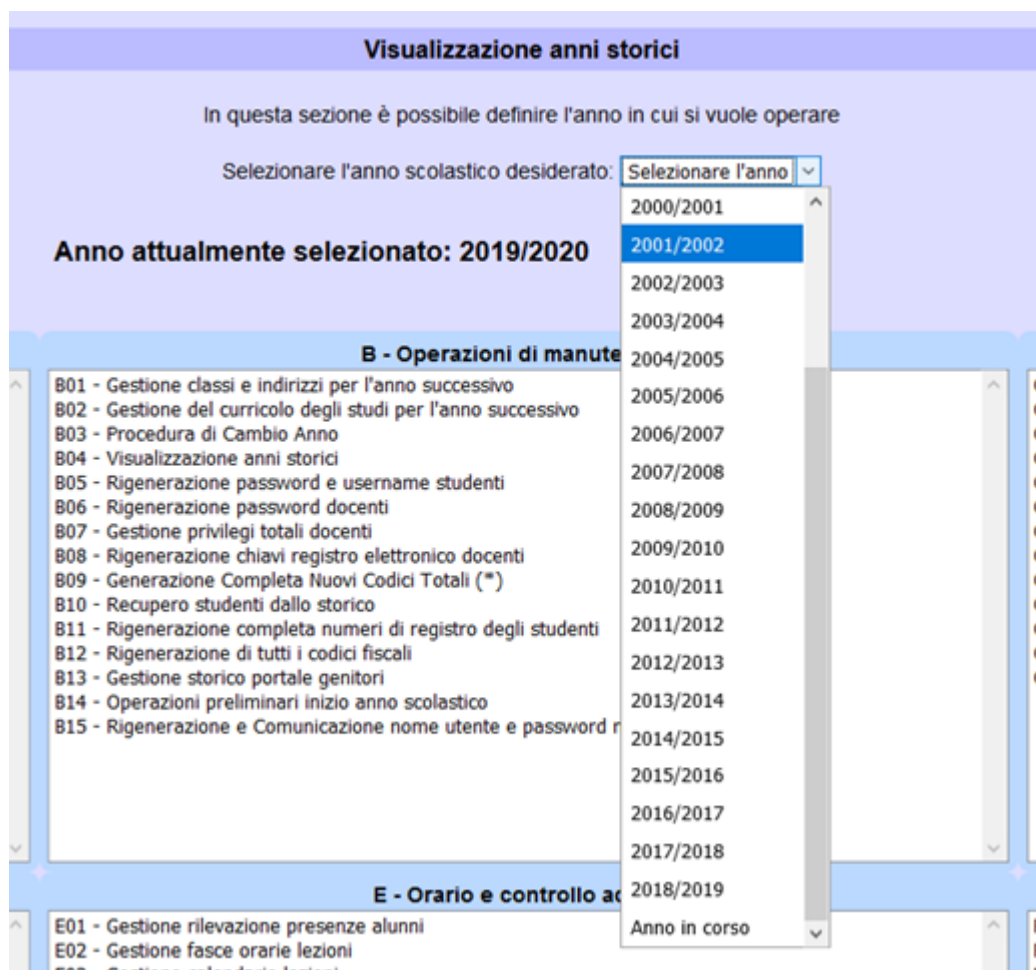 Visualizzazione anni storici
In questa sezione è possibile definire l'anno in cui si vuole operare
Selezionare l'anno scolastico desiderato: Selezionare l'anno
2000/2001
2001/2002
2002/2003
2003/2004
2004/2005
2005/2006
2006/2007
2007/2008
2008/2009
2009/2010
2010/2011
2011/2012
2012/2013
2013/2014
2014/2015
2015/2016
2016/2017
2017/2018
2018/2019
Anno in corso
Anno attualmente selezionato: 2019/2020
B - Operazioni di manute
B01 - Gestione classi e indirizzi per l'anno successivo
B02 - Gestione del curricolo degli studi per l'anno successivo
B03 - Procedura di Cambio Anno
B04 - Visualizzazione anni storici
B05 - Rigenerazione password e username studenti
B06 - Rigenerazione password docenti
B07 - Gestione privilegi totali docenti
B08 - Rigenerazione chiavi registro elettronico docenti
B09 - Generazione Completa Nuovi Codici Totali (*)
B10 - Recupero studenti dallo storico
B11 - Rigenerazione completa numeri di registro degli studenti
B12 - Rigenerazione di tutti i codici fiscali
B13 - Gestione storico portale genitori
B14 - Operazioni preliminari inizio anno scolastico
B15 - Rigenerazione e Comunicazione nome utente e password
E - Orario e controllo
E01 - Gestione rilevazione presenze alunni
E02 - Gestione fasce orarie lezioni